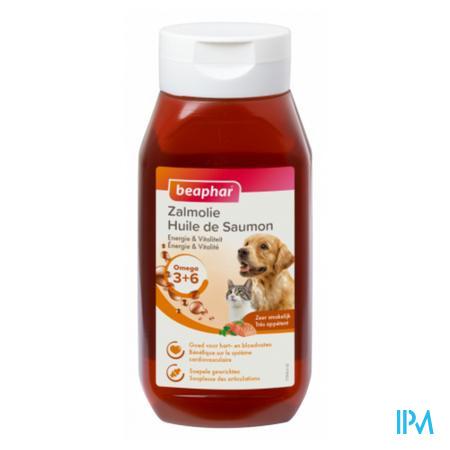 beaphar
Zalmolie
Huile de Saumon
Energie & Vitaliteit
Énergie & Vitalité
Omega
3+6
Zeer smakelijk
Très appétent
Goed voor hart- en bloedvaten
Bénéfique sur le système
cardiovasculaire
Soepele gewrichten
Souplesse des articulations
IPM